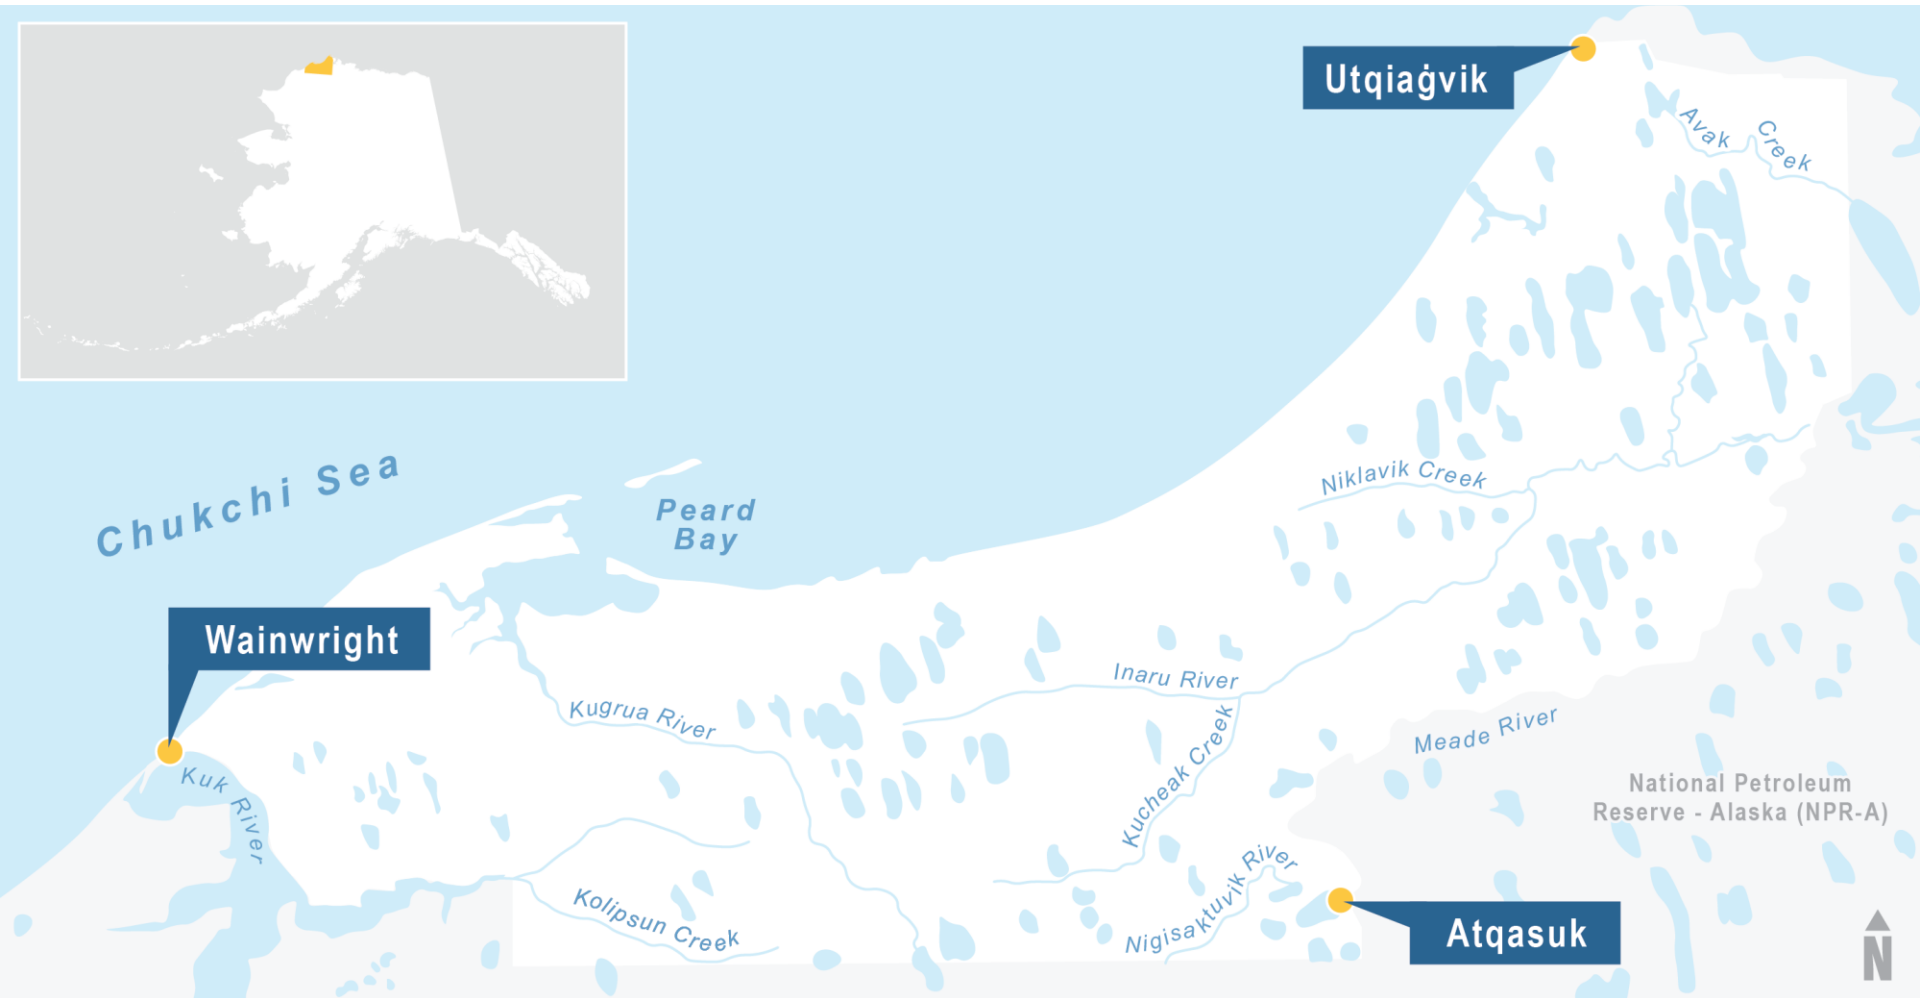 Utqiaġvik
Avak Creek
Chukchi Sea
Peard
Bay
Niklavik Creek
Wainwright
Inaru River
Kugrua River
Kuk River
Kucheak Creek
Meade River
National Petroleum
Reserve - Alaska (NPR-A)
Nigisaktuvik River
Kolipsun Creek
Atqasuk
N